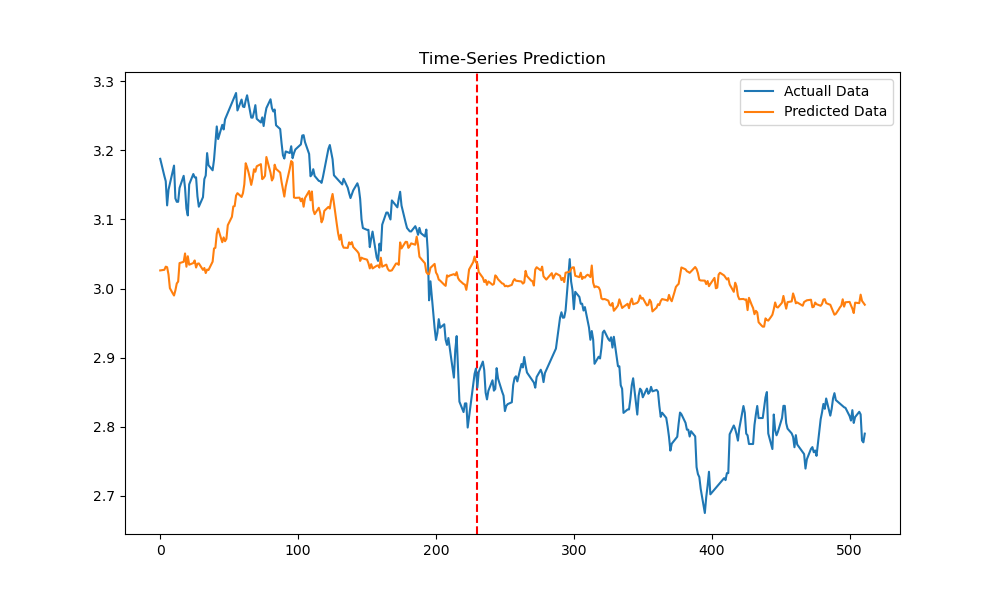 Time-Series Prediction
Actuall Data
Predicted Data
3.3
3.2
3.1
3.0
2.9
2.8
2.7
0 100 200 300 400 500